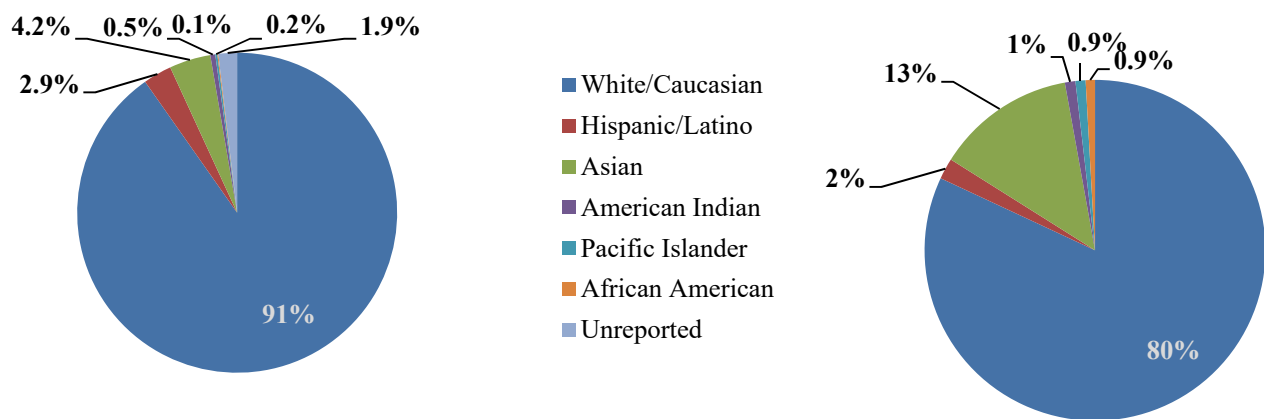 4.2%
0.5%
0.1%
0.2%
1.9%
2.9%
91%
White/Caucasian
Hispanic/Latino
Asian
American Indian
Pacific Islander
African American
Unreported
1%
0.9%
0.9%
13%
2%
80%